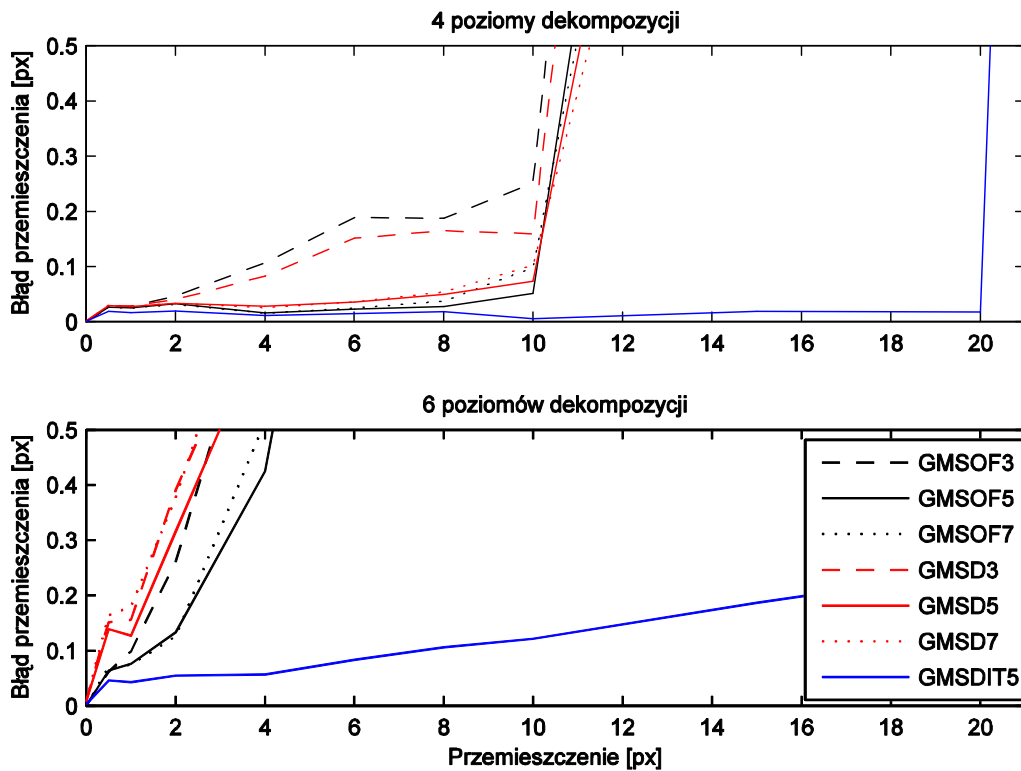 4 poziomy dekompozycji
Błąd przemieszczenia [px]
0.5
0.4
0.3
0.2
0.1
0
0 2 4 6 8 10 12 14 16 18 20
6 poziomów dekompozycji
Błąd przemieszczenia [px]
0.5
0.4
0.3
0.2
0.1
0
GMSOF3
GMSOF5
GMSOF7
GMSD3
GMSD5
GMSD7
GMSDIT5
0 2 4 6 8 10 12 14 16 18 20
Przemieszczenie [px]